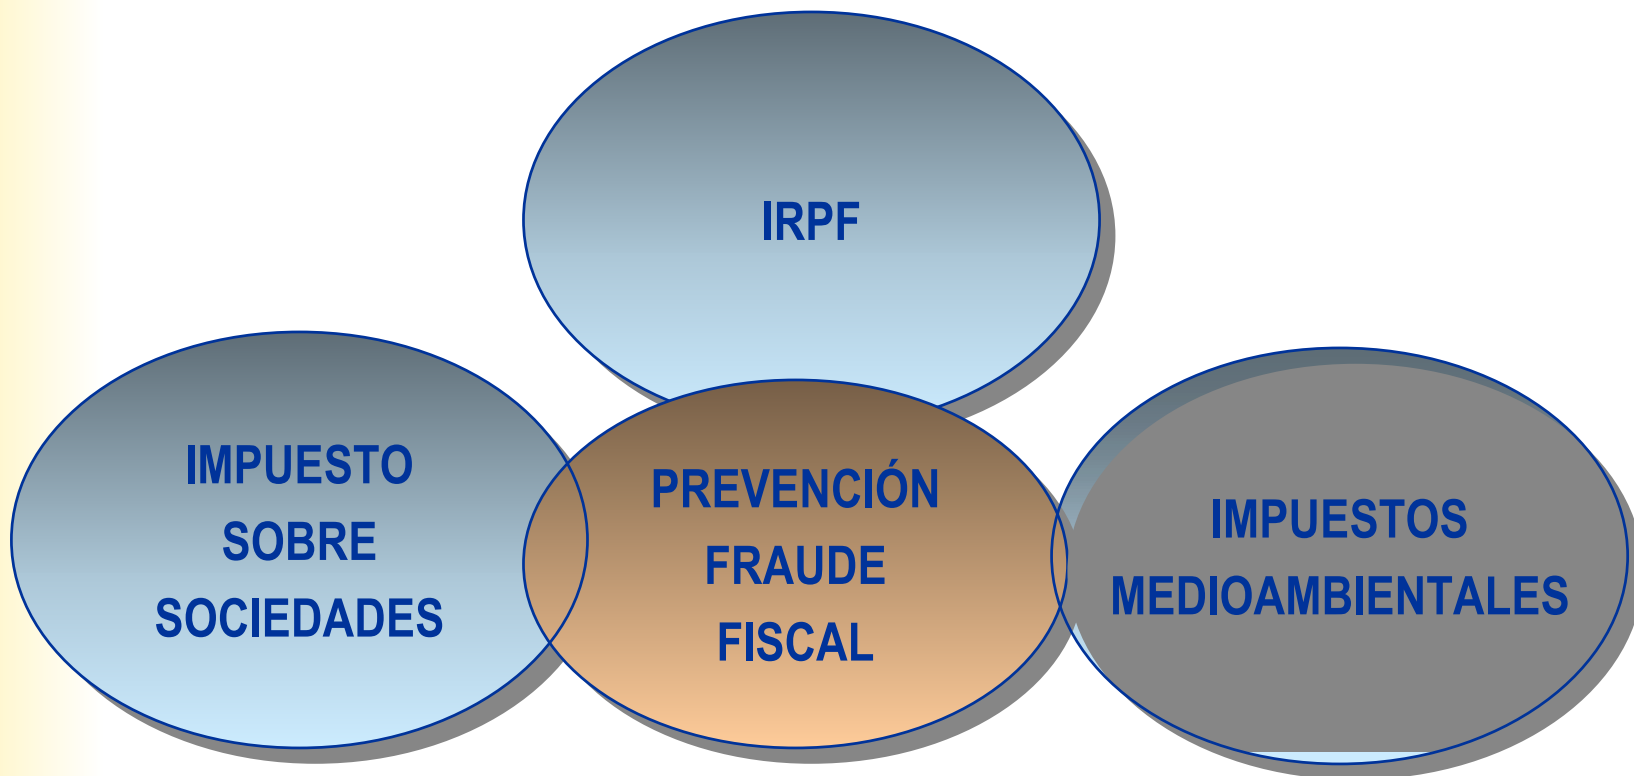 IRPF
IMPUESTO
SOBRE
SOCIEDADES
PREVENCIÓN
FRAUDE
FISCAL
IMPUESTOS
MEDIOAMBIENTALES